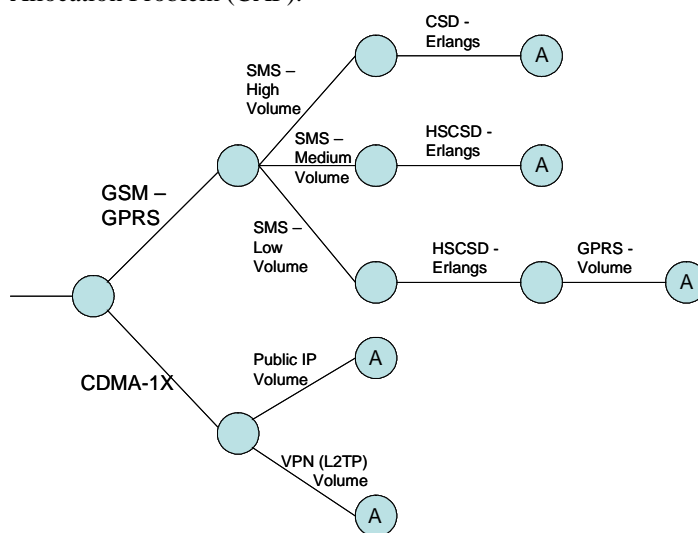 Allocation Problem (CAP).
CSD -
Erlangs
A
SMS –
High
Volume
SMS –
Medium
Volume
HSCSD -
Erlangs
A
GSM –
GPRS
SMS –
Low
Volume
HSCSD -
Erlangs
GPRS -
Volume
A
Public IP
Volume
A
CDMA-1X
VPN (L2TP)
Volume
A